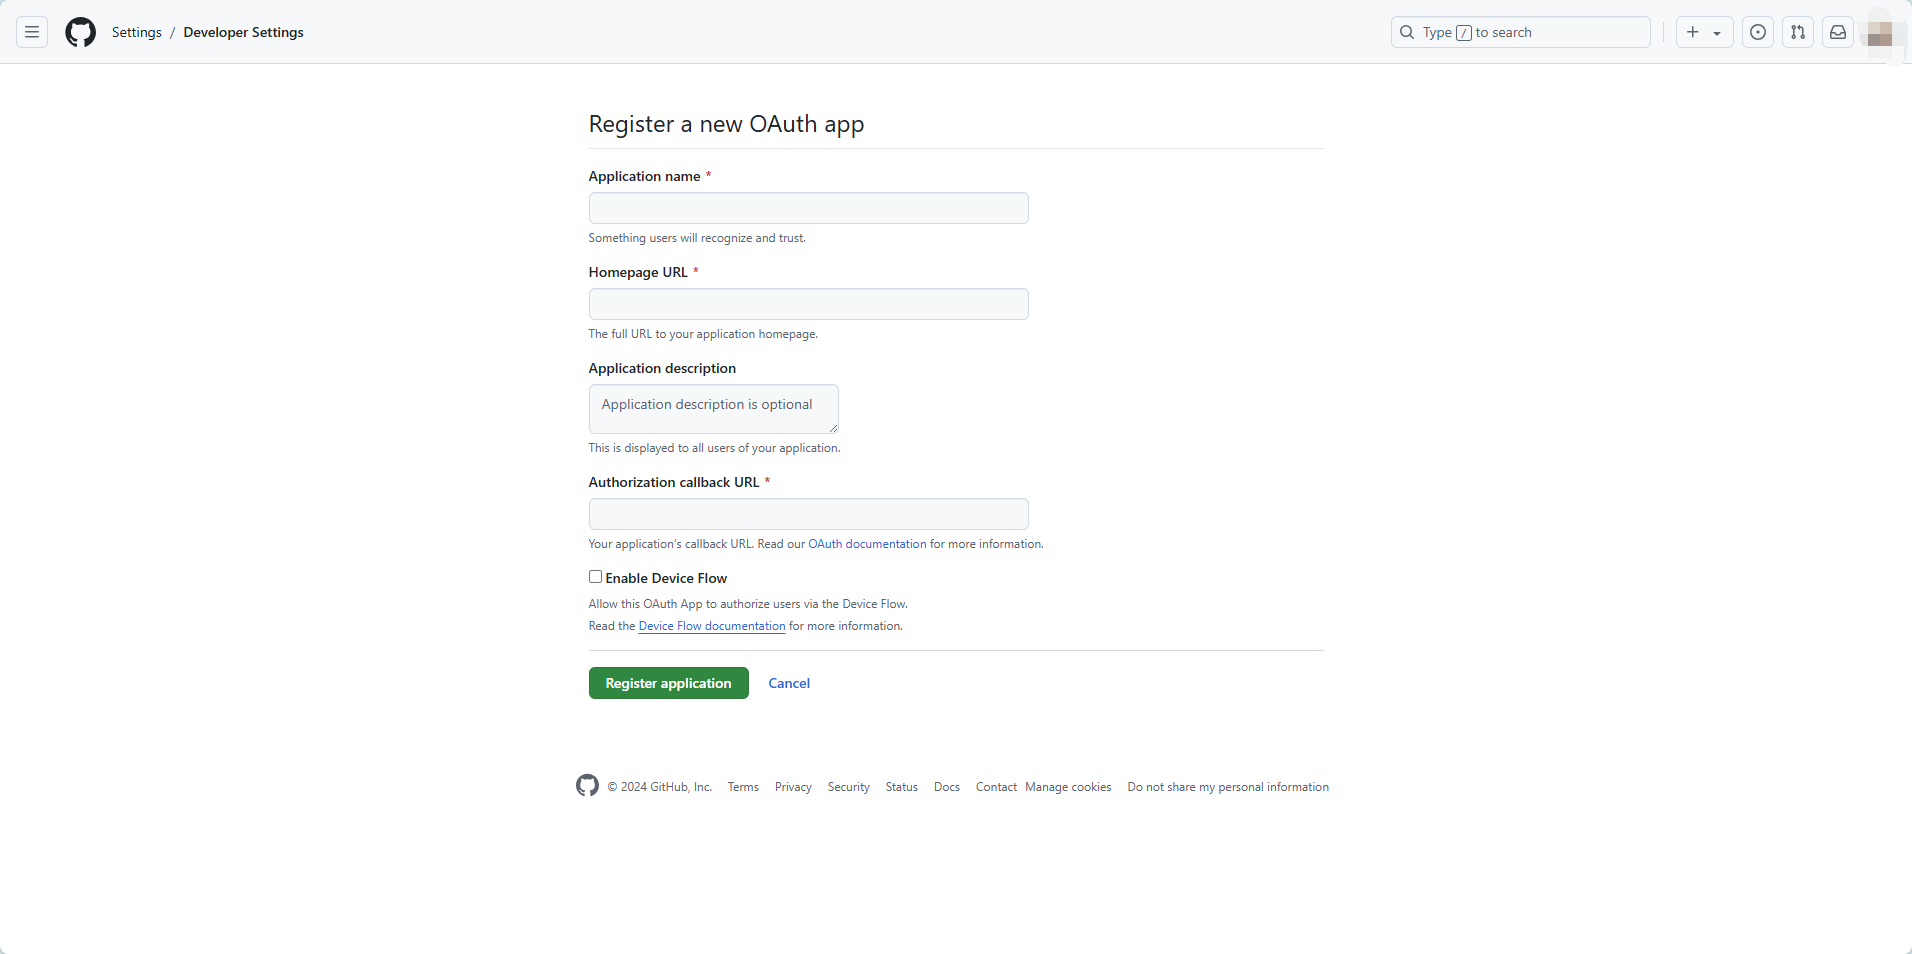 Settings / Developer Settings
Type / to search
Register a new OAuth app
Application name *
Something users will recognize and trust.
Homepage URL *
The full URL to your application homepage.
Application description
Application description is optional
This is displayed to all users of your application.
Authorization callback URL *
Your application’s callback URL. Read our OAuth documentation for more information.
Enable Device Flow
Allow this OAuth App to authorize users via the Device Flow.
Read the Device Flow documentation for more information.
Register application Cancel
© 2024 GitHub, Inc. Terms Privacy Security Status Docs Contact Manage cookies Do not share my personal information